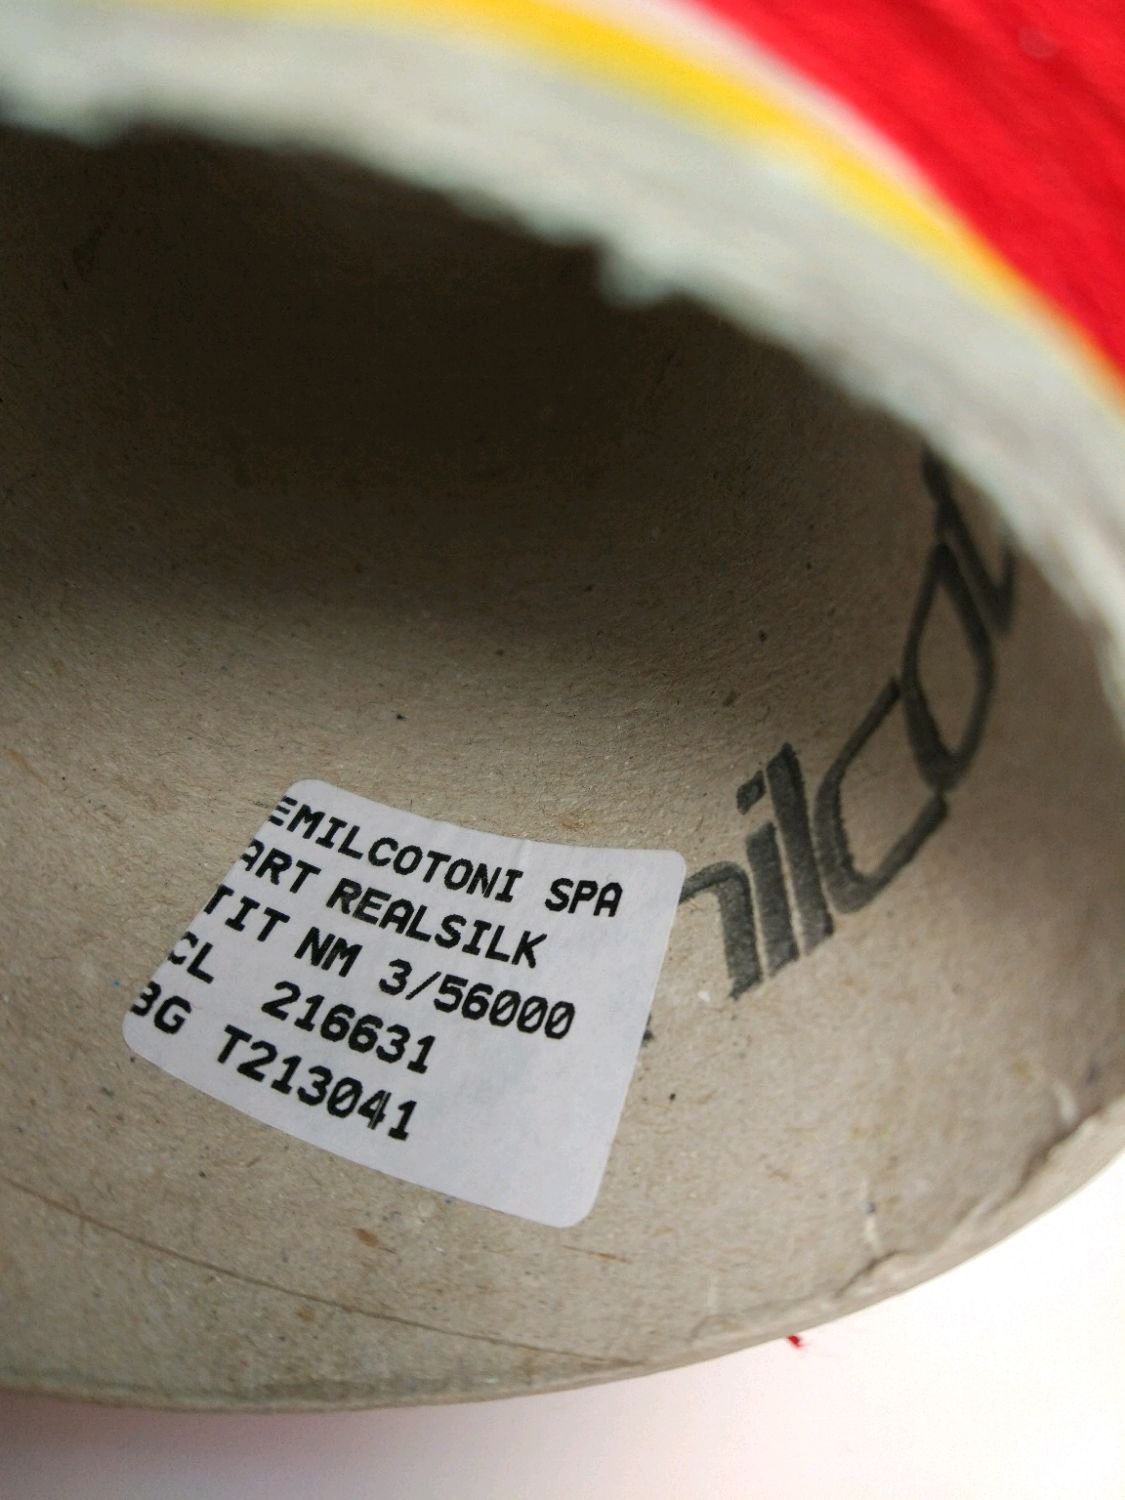 EMILCOTONI SPA
ART REALSILK
TIT NM 3/56000
CL 216631
BG T213041